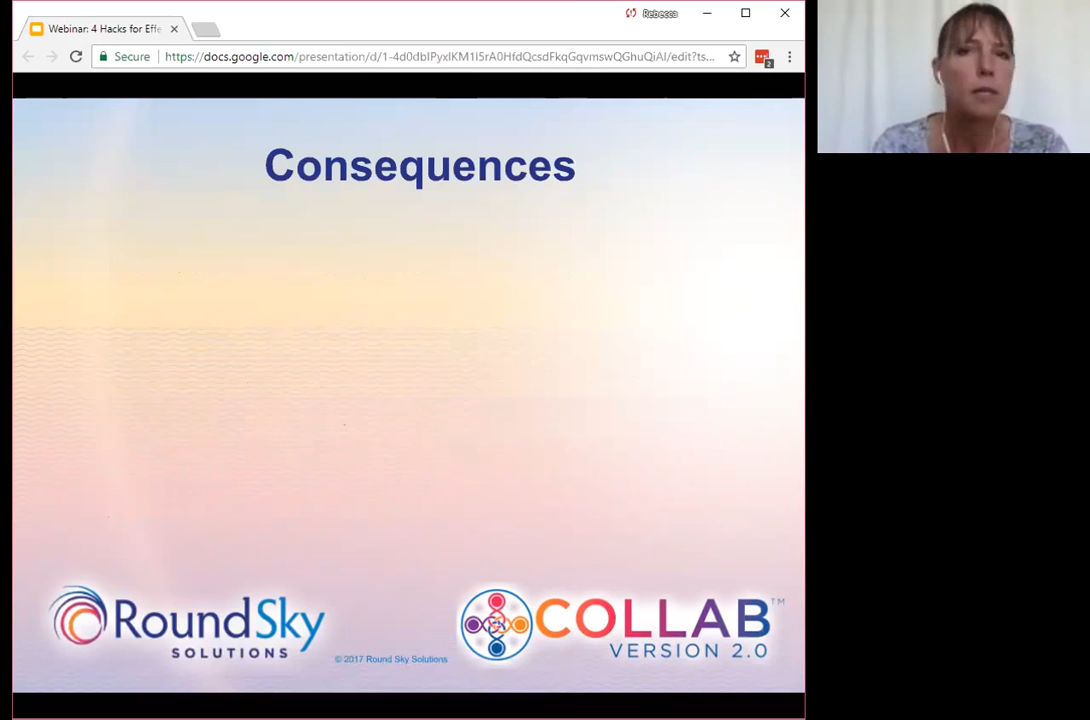 Rebecca
Webinar: 4 Hacks for Effe
Secure
https://docs.google.com/presentation/d/1-4d0dbIPyxIKM1I5rA0HfdQcsdFkqGqvmswQGhuQiAI/edit?ts...
2
Consequences
RoundSky
SOLUTIONS
© 2017 Round Sky Solutions
COLLAB™
VERSION 2.0